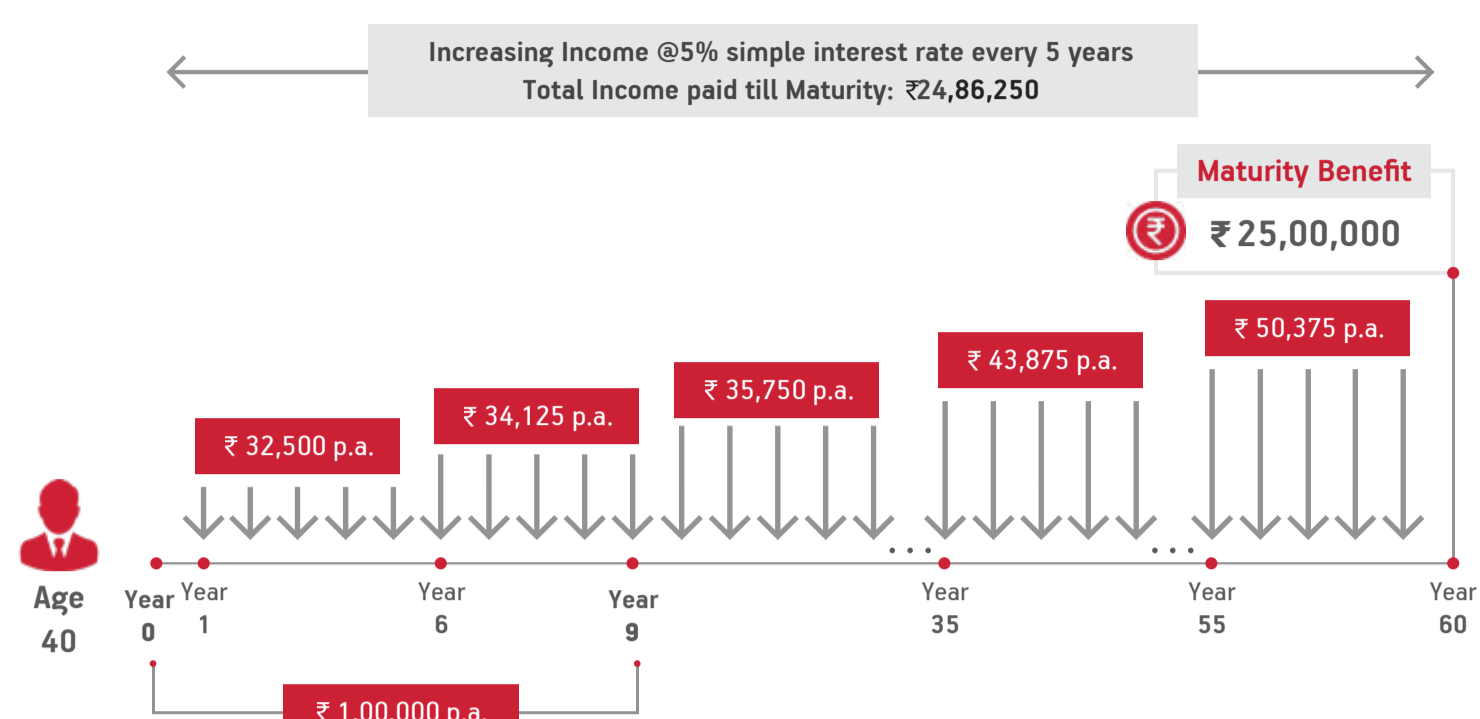 Increasing Income @5% simple interest rate every 5 years
Total Income paid till Maturity: ₹24,86,250
Maturity Benefit
₹ 25,00,000
₹ 50,375 p.a.
₹ 43,875 p.a.
₹ 35,750 p.a.
₹ 34,125 p.a.
₹ 32,500 p.a.
...
...
Age
40
Year
0
Year
1
Year
6
Year
9
Year
35
Year
55
Year
60
₹ 1,00,000 p.a.